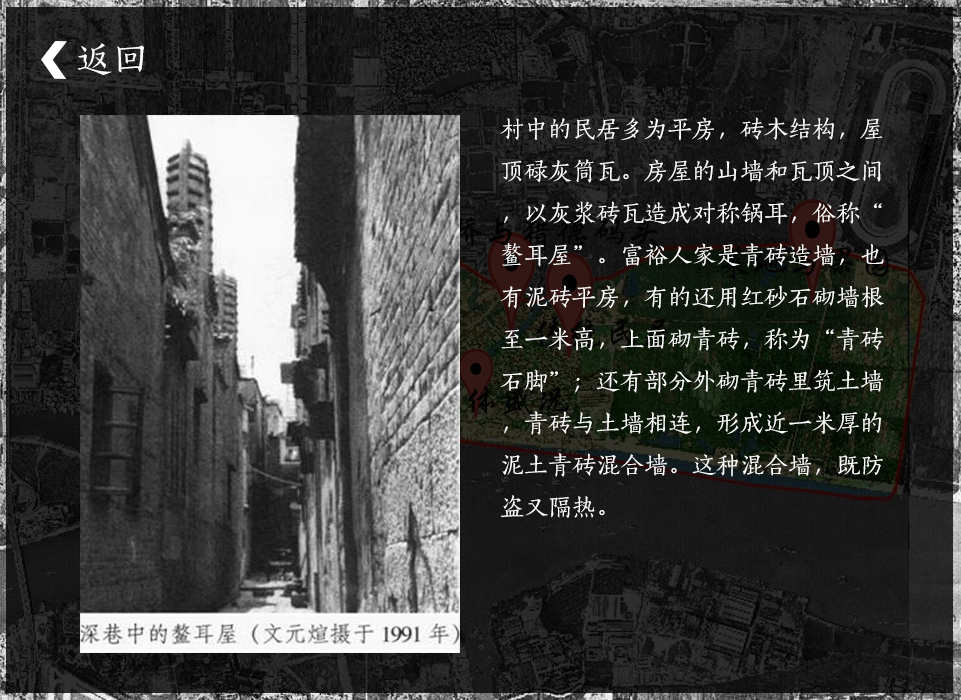 返回
村中的民居多为平房，砖木结构，屋
顶碌灰筒瓦。房屋的山墙和瓦顶之间
，以灰浆砖瓦造成对称锅耳，俗称“
鳌耳屋”。富裕人家是青砖造墙，也
有泥砖平房，有的还用红砂石砌墙根
至一米高，上面砌青砖，称为“青砖
石脚”；还有部分外砌青砖里筑土墙
，青砖与土墙相连，形成近一米厚的
泥土青砖混合墙。这种混合墙，既防
盗又隔热。
深巷中的鳌耳屋（文元煊摄于 1991 年）